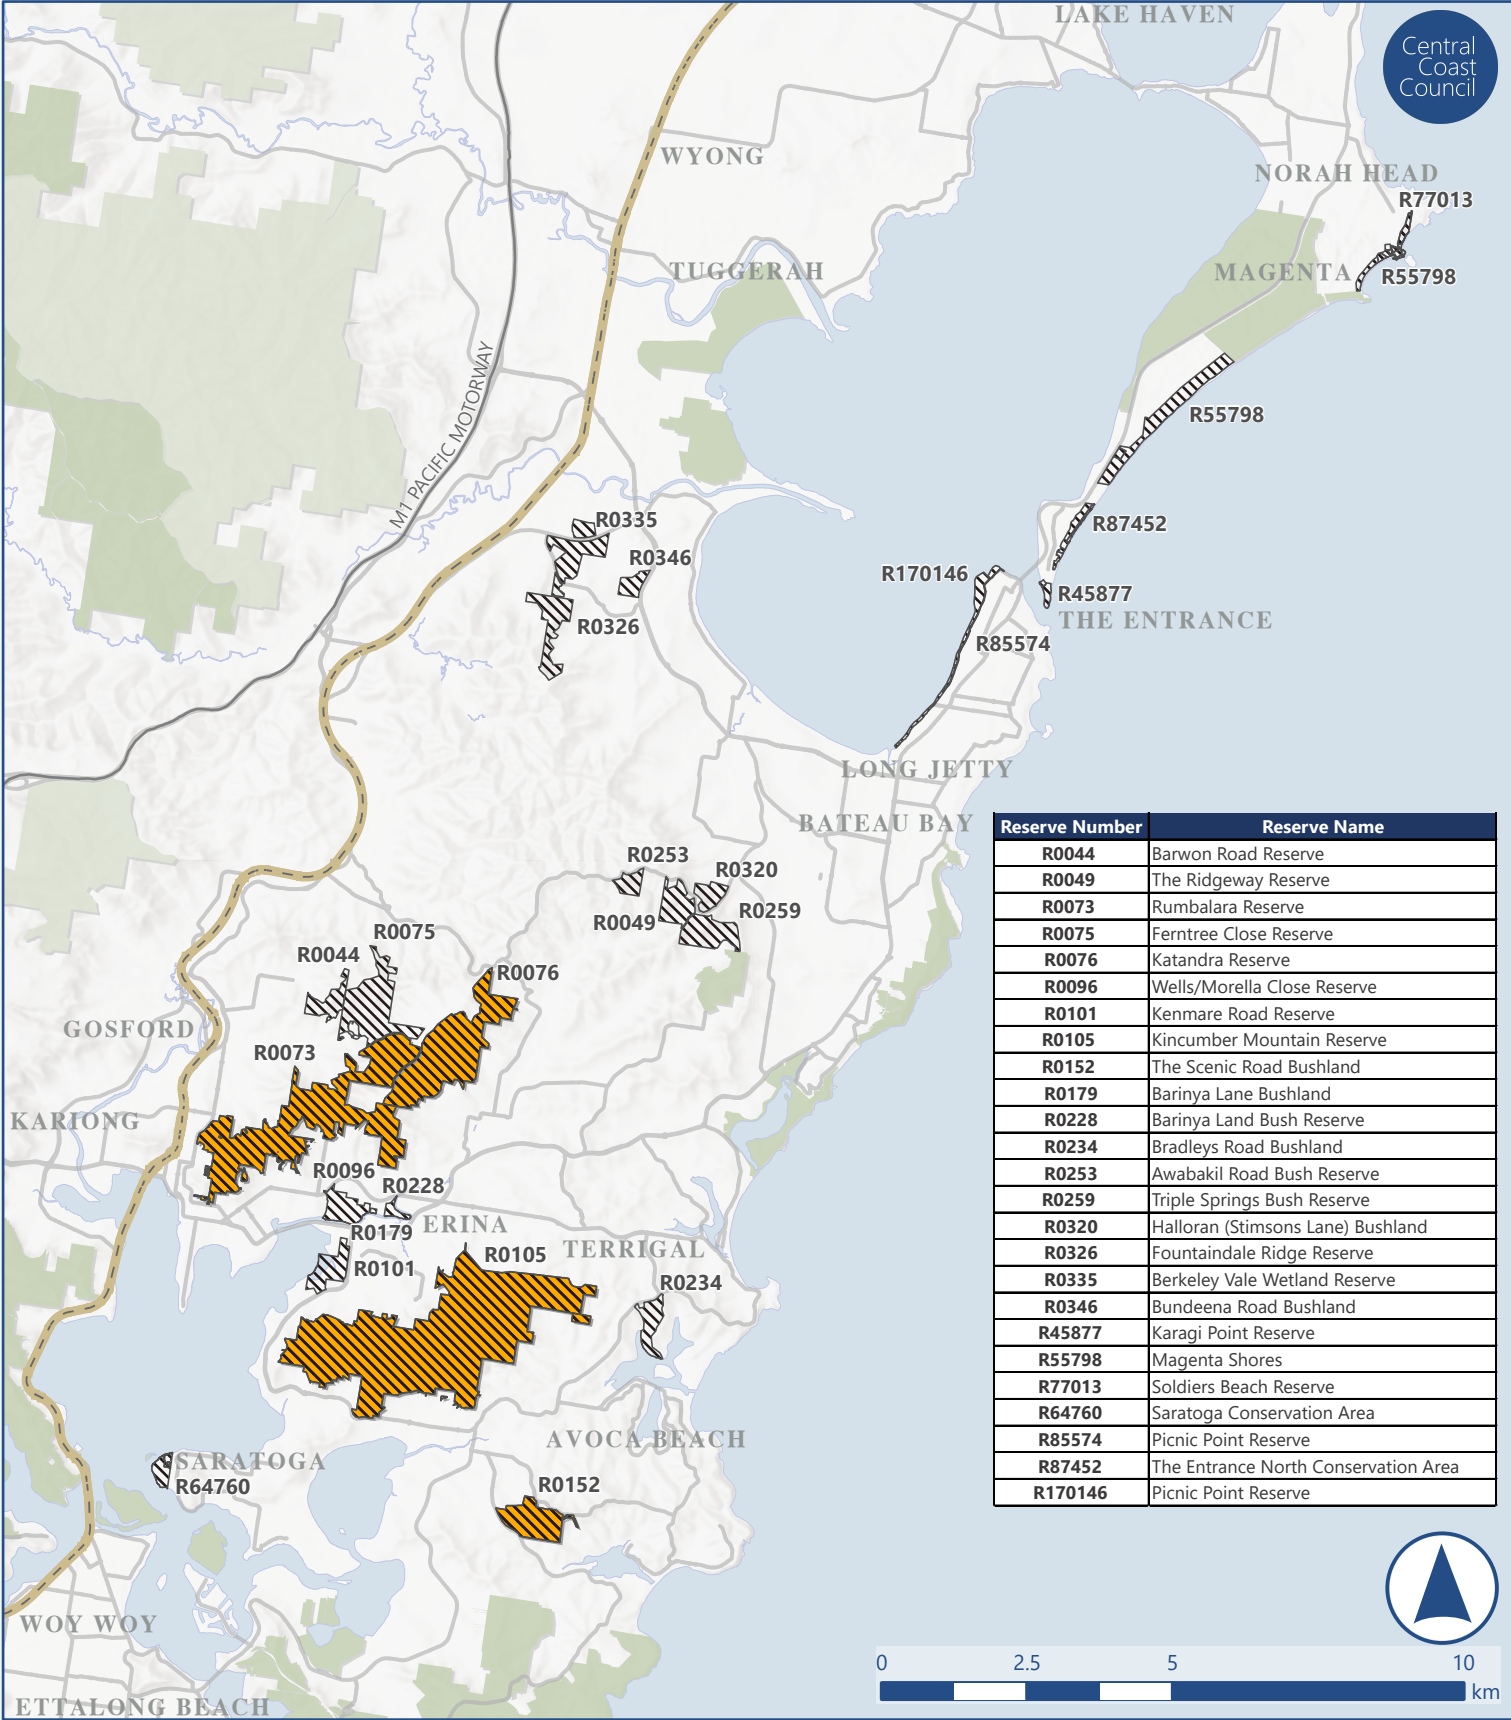 LAKE HAVEN
Central
Coast
Council
WYONG
NORAH HEAD
R77013
TUGGERAH
MAGENTA
R55798
M1 PACIFIC MOTORWAY
R55798
R0335
R87452
R0346
R170146
R45877
THE ENTRANCE
R0326
R85574
LONG JETTY
BATEAU BAY
R0253
R0320
R0259
R0049
R0075
R0044
R0076
GOSFORD
R0073
KARIONG
R0096
R0228
ERINA
R0179
TERRIGAL
R0105
R0101
R0234
AVOCA BEACH
SARATOGA
R64760
R0152
WOY WOY
ETTALONG BEACH
Reserve Number Reserve Name
R0044 Barwon Road Reserve
R0049 The Ridgeway Reserve
R0073 Rumbalara Reserve
R0075 Ferntree Close Reserve
R0076 Katandra Reserve
R0096 Wells/Morella Close Reserve
R0101 Kenmare Road Reserve
R0105 Kincumber Mountain Reserve
R0152 The Scenic Road Bushland
R0179 Barinya Lane Bushland
R0228 Barinya Land Bush Reserve
R0234 Bradleys Road Bushland
R0253 Awabakil Road Bush Reserve
R0259 Triple Springs Bush Reserve
R0320 Halloran (Stimsons Lane) Bushland
R0326 Fountaindale Ridge Reserve
R0335 Berkeley Vale Wetland Reserve
R0346 Bundeena Road Bushland
R45877 Karagi Point Reserve
R55798 Magenta Shores
R77013 Soldiers Beach Reserve
R64760 Saratoga Conservation Area
R85574 Picnic Point Reserve
R87452 The Entrance North Conservation Area
R170146 Picnic Point Reserve
0 2.5 5 10
km